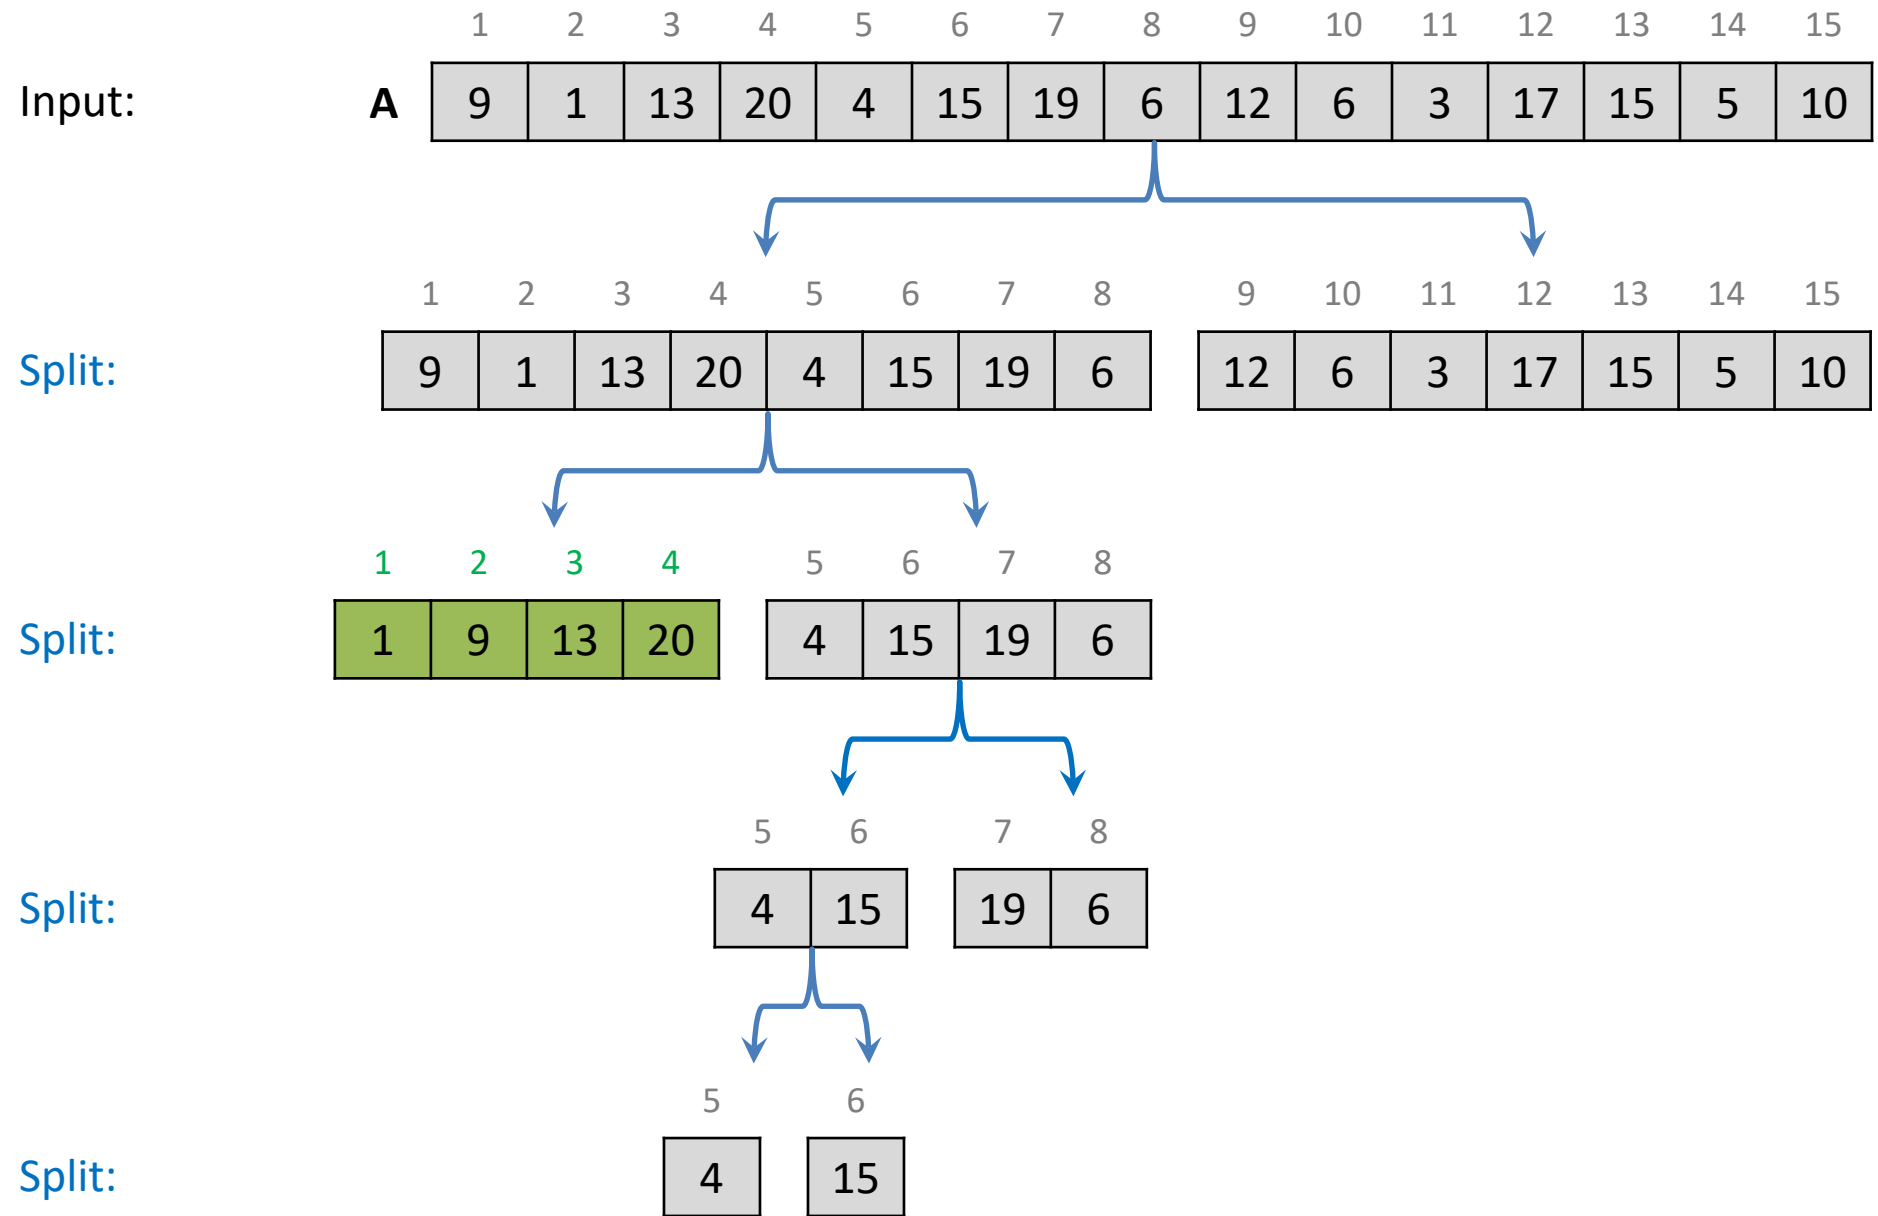 1 2 3 4 5 6 7 8 9 10 11 12 13 14 15
Input: A 9 1 13 20 4 15 19 6 12 6 3 17 15 5 10
1 2 3 4 5 6 7 8 9 10 11 12 13 14 15
Split: 9 1 13 20 4 15 19 6 12 6 3 17 15 5 10
1 2 3 4 5 6 7 8
Split: 1 9 13 20 4 15 19 6
5 6 7 8
Split: 4 15 19 6
5 6
Split: 4 15